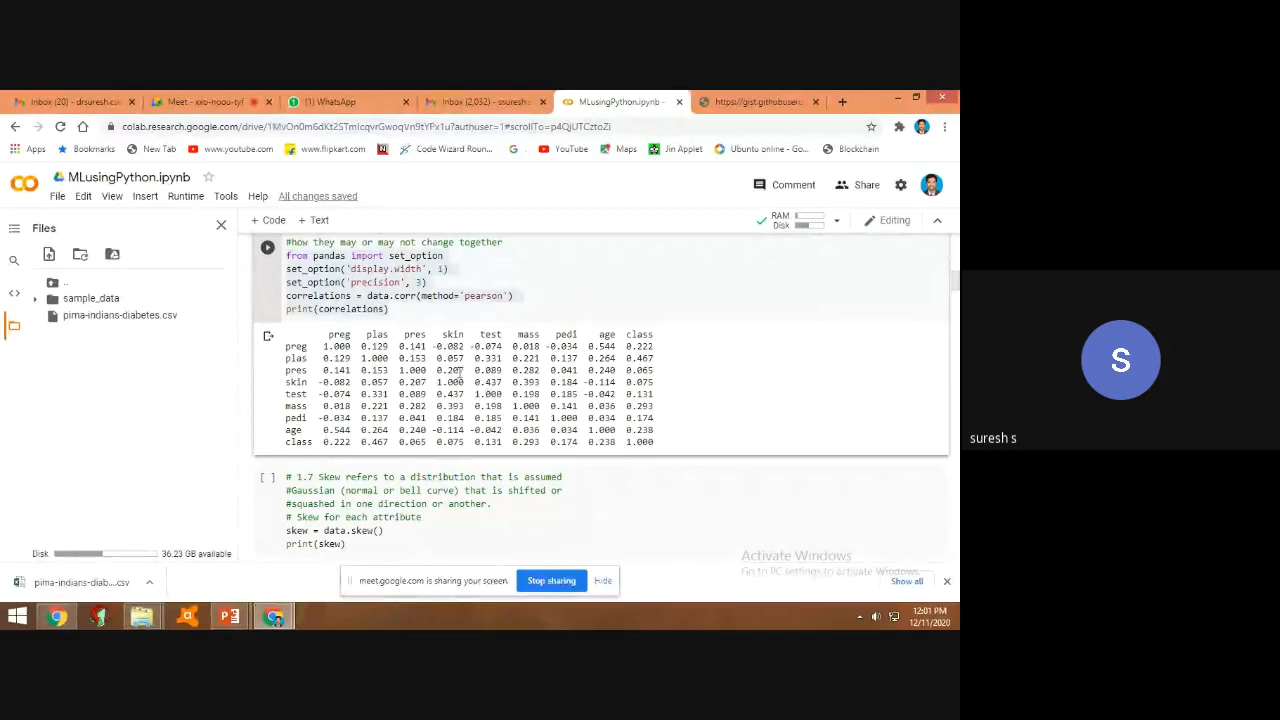 Inbox (20) - drsuresh.cse
Meet - xxo-noou-tyf
(1) WhatsApp
Inbox (2,032) - ssuresh
MLusingPython.ipynb -
https://gist.githubuser
colab.research.google.com/drive/
Apps
Bookmarks
New Tab
www.youtube.com
www.flipkart.com
Code Wizard Roun...
YouTube
Maps
Jin Applet
Ubuntu online - Go...
Blockchain
MLusingPython.ipynb
Comment
Share
File Edit View Insert Runtime Tools Help All changes saved
Files
+ Code + Text
RAM
Disk
Editing
..
sample_data
pima-indians-diabetes.csv
#how they may or may not change together
from pandas import set_option
set_option('display.width', 1)
set_option('precision', 3)
correlations = data.corr(method='pearson')
print(correlations)
preg plas pres skin test mass pedi age class
preg 1.000 0.129 0.141 -0.082 -0.074 0.018 -0.034 0.544 0.222
plas 0.129 1.000 0.153 0.057 0.331 0.221 0.137 0.264 0.467
pres 0.141 0.153 1.000 0.207 0.089 0.282 0.041 0.240 0.065
skin -0.082 0.057 0.207 1.000 0.437 0.393 0.184 -0.114 0.075
test -0.074 0.331 0.089 0.437 1.000 0.198 0.185 -0.042 0.131
mass 0.018 0.221 0.282 0.393 0.198 1.000 0.141 0.036 0.293
pedi -0.034 0.137 0.041 0.184 0.185 0.141 1.000 0.034 0.174
age 0.544 0.264 0.240 -0.114 -0.042 0.036 0.034 1.000 0.238
class 0.222 0.467 0.065 0.075 0.131 0.293 0.174 0.238 1.000
[ ]
# 1.7 Skew refers to a distribution that is assumed
#Gaussian (normal or bell curve) that is shifted or
#squashed in one direction or another.
# Skew for each attribute
skew = data.skew()
print(skew)
Disk
36.23 GB available
Activate Windows
Go to PC settings to activate Windows.
pima-indians-diab....csv
meet.google.com is sharing your screen.
Stop sharing
Hide
Show all
12:01 PM
12/11/2020
S
suresh s